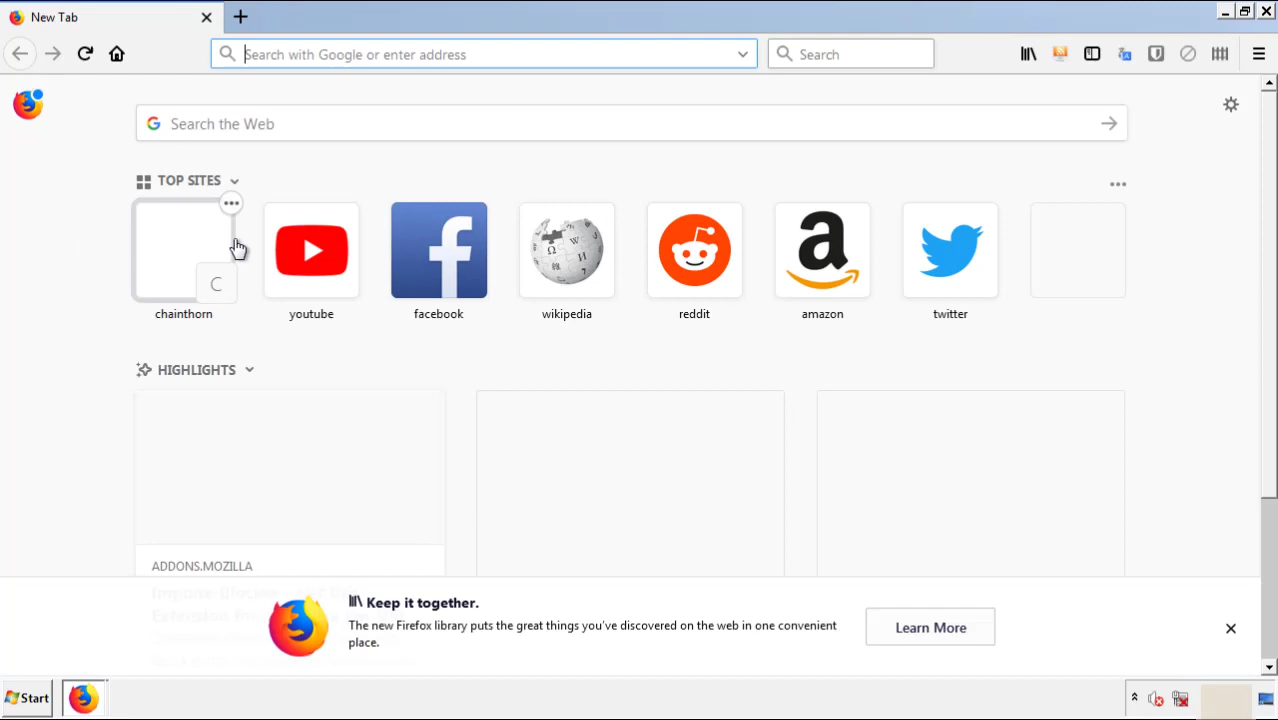 New Tab
Search with Google or enter address
Search
Search the Web
TOP SITES
C
chainthorn
youtube
facebook
wikipedia
reddit
amazon
twitter
HIGHLIGHTS
ADDONS.MOZILLA
Keep it together.
The new Firefox library puts the great things you've discovered on the web in one convenient
place.
Learn More
Start